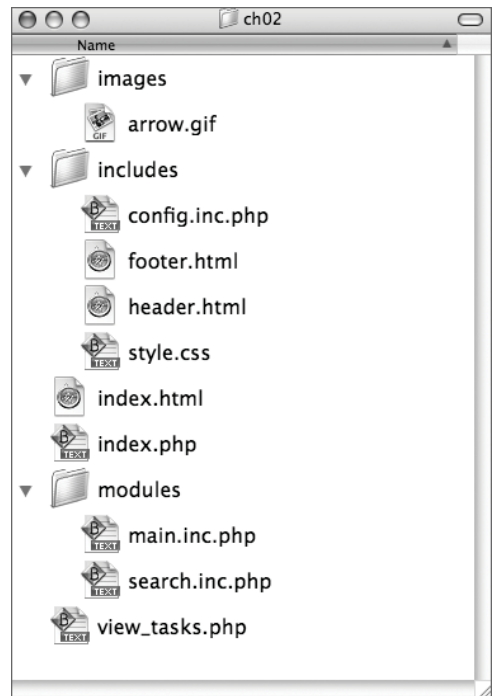 ch02
Name
images
GIF
arrow.gif
includes
B
TEXT
config.inc.php
footer.html
header.html
B
TEXT
style.css
index.html
B
TEXT
index.php
modules
B
TEXT
main.inc.php
B
TEXT
search.inc.php
B
TEXT
view_tasks.php